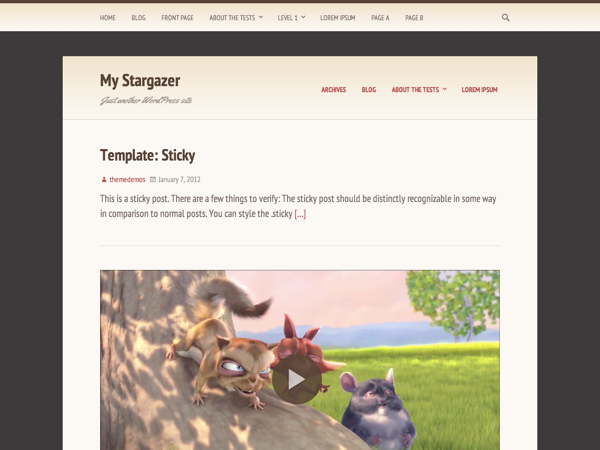 HOME BLOG FRONT PAGE ABOUT THE TESTS LEVEL 1 LOREM IPSUM PAGE A PAGE B
My Stargazer
Just another WordPress site
ARCHIVES BLOG ABOUT THE TESTS LOREM IPSUM
Template: Sticky
themedemos January 7, 2012
This is a sticky post. There are a few things to verify: The sticky post should be distinctly recognizable in some way
in comparison to normal posts. You can style the .sticky [...]